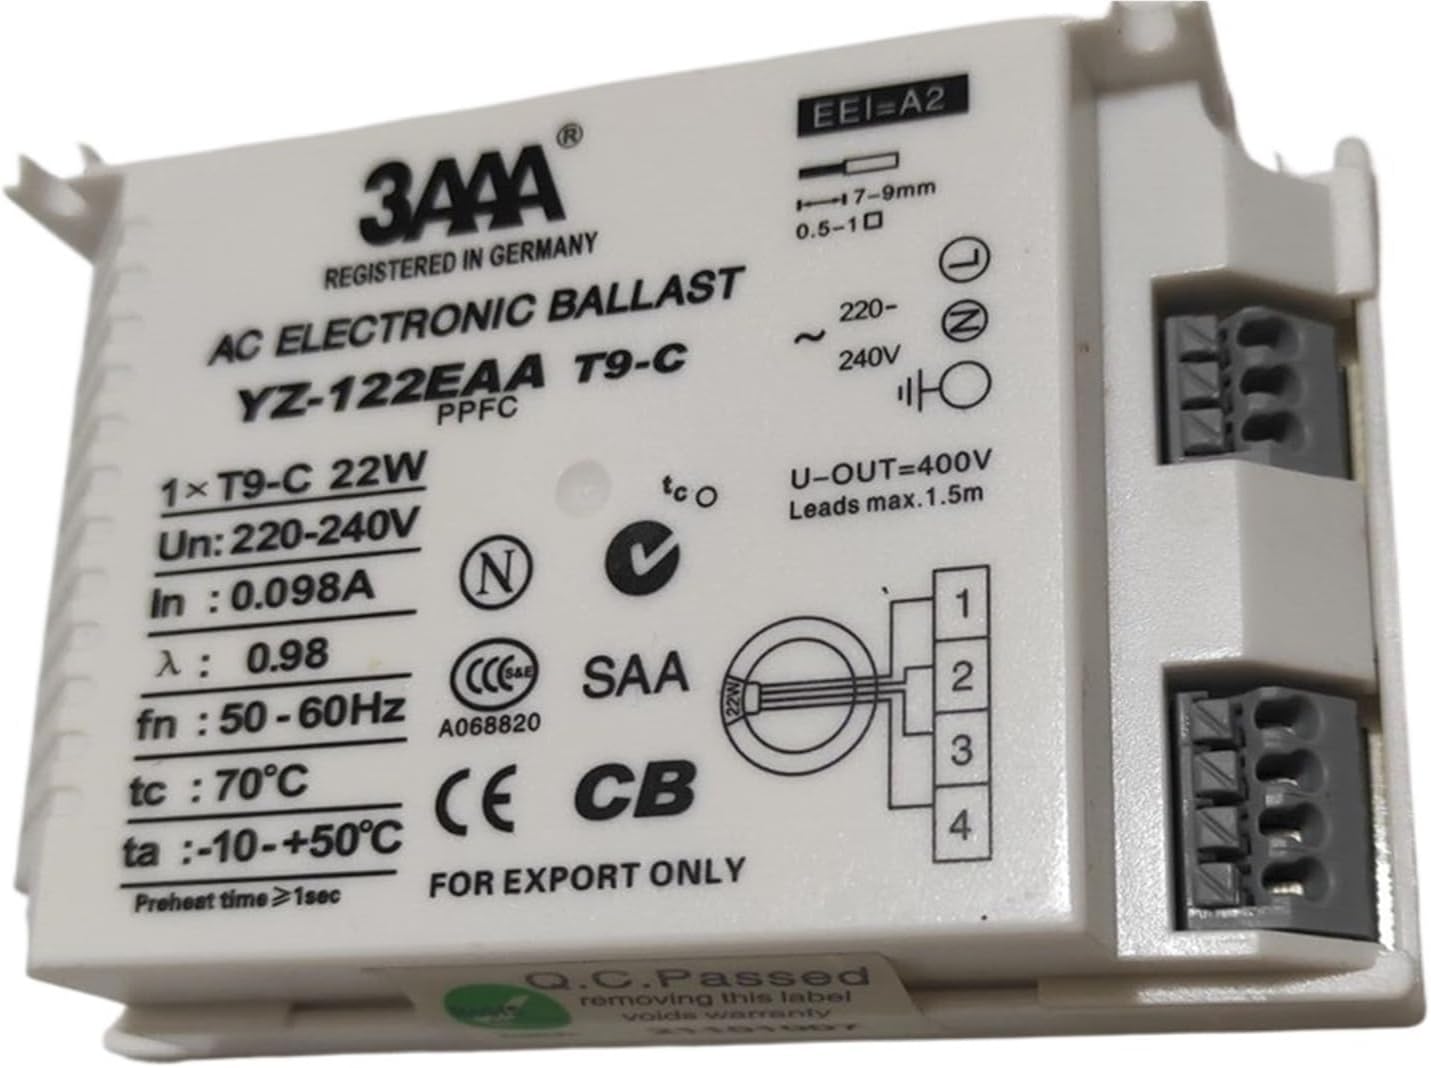 EEI=A2
3AAA®
REGISTERED IN GERMANY
7-9mm
0.5-1
AC ELECTRONIC BALLAST
YZ-122EAA T9-C
PPFC
L
~ 220-
240V
N
1× T9-C 22W
Un: 220-240V
In : 0.098A
λ : 0.98
fn : 50-60Hz
tc : 70°C
ta : -10-+50°C
Preheat time ≥1sec
tc
U-OUT=400V
Leads max.1.5m
N
CCC S&E
A068820
SAA
CE
CB
FOR EXPORT ONLY
22W
1
2
3
4
Q.C.Passed
removing this label
voids warranty